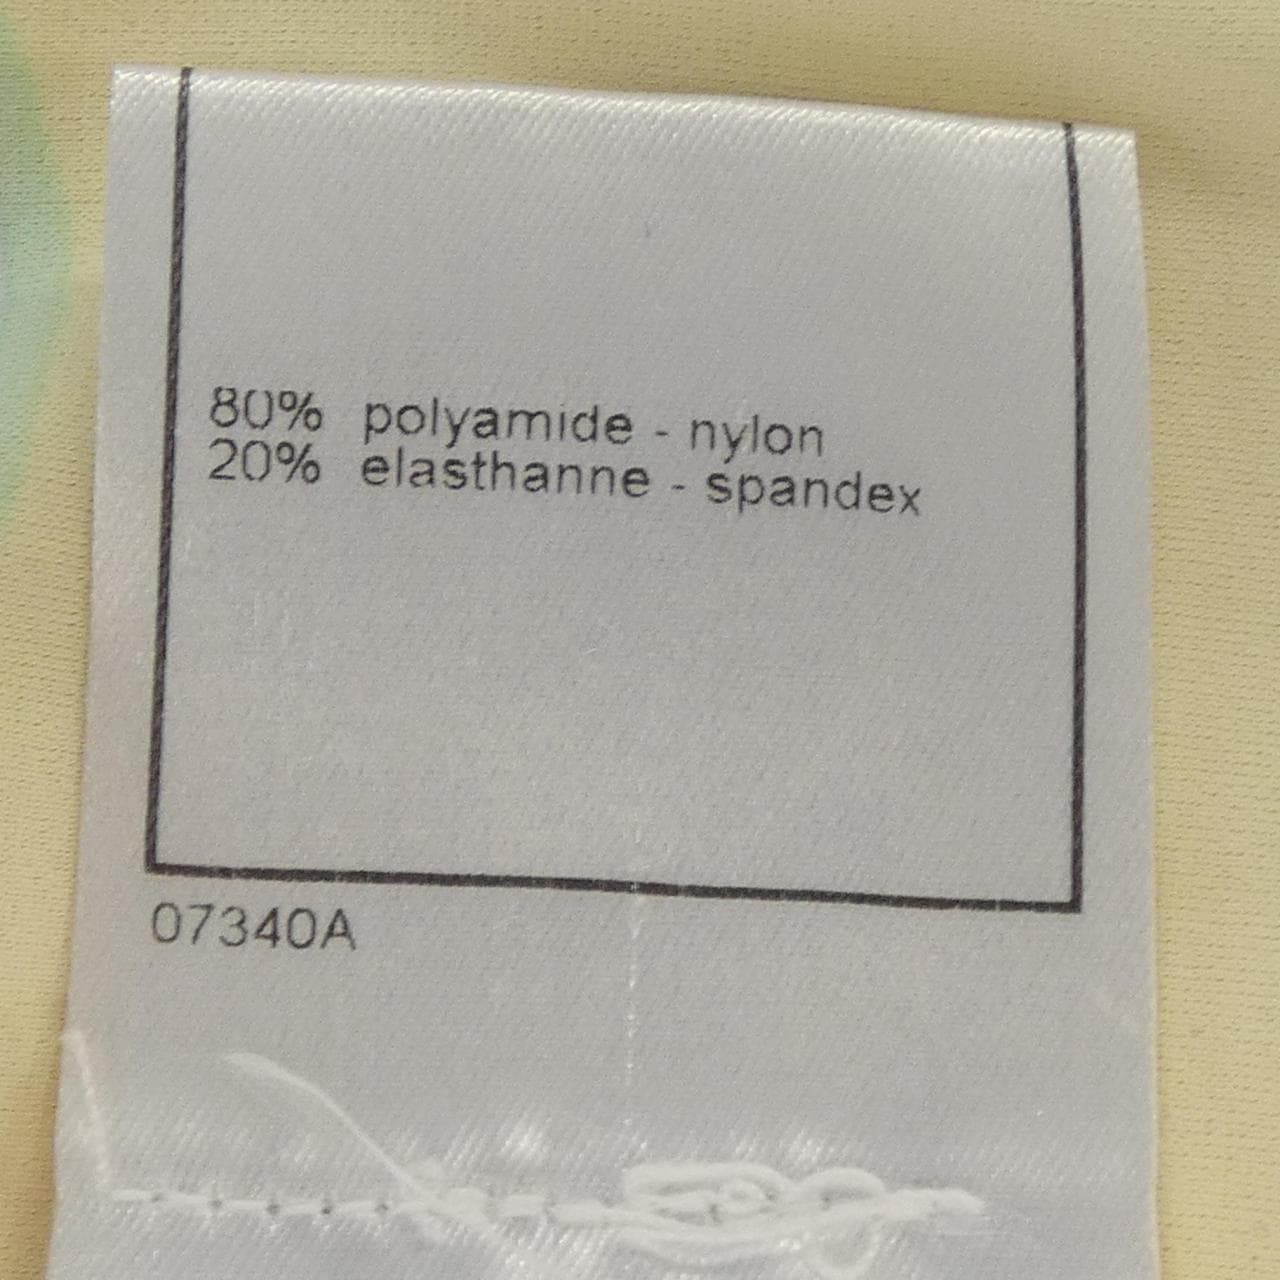 80% polyamide - nylon
20% elasthanne - spandex
07340A